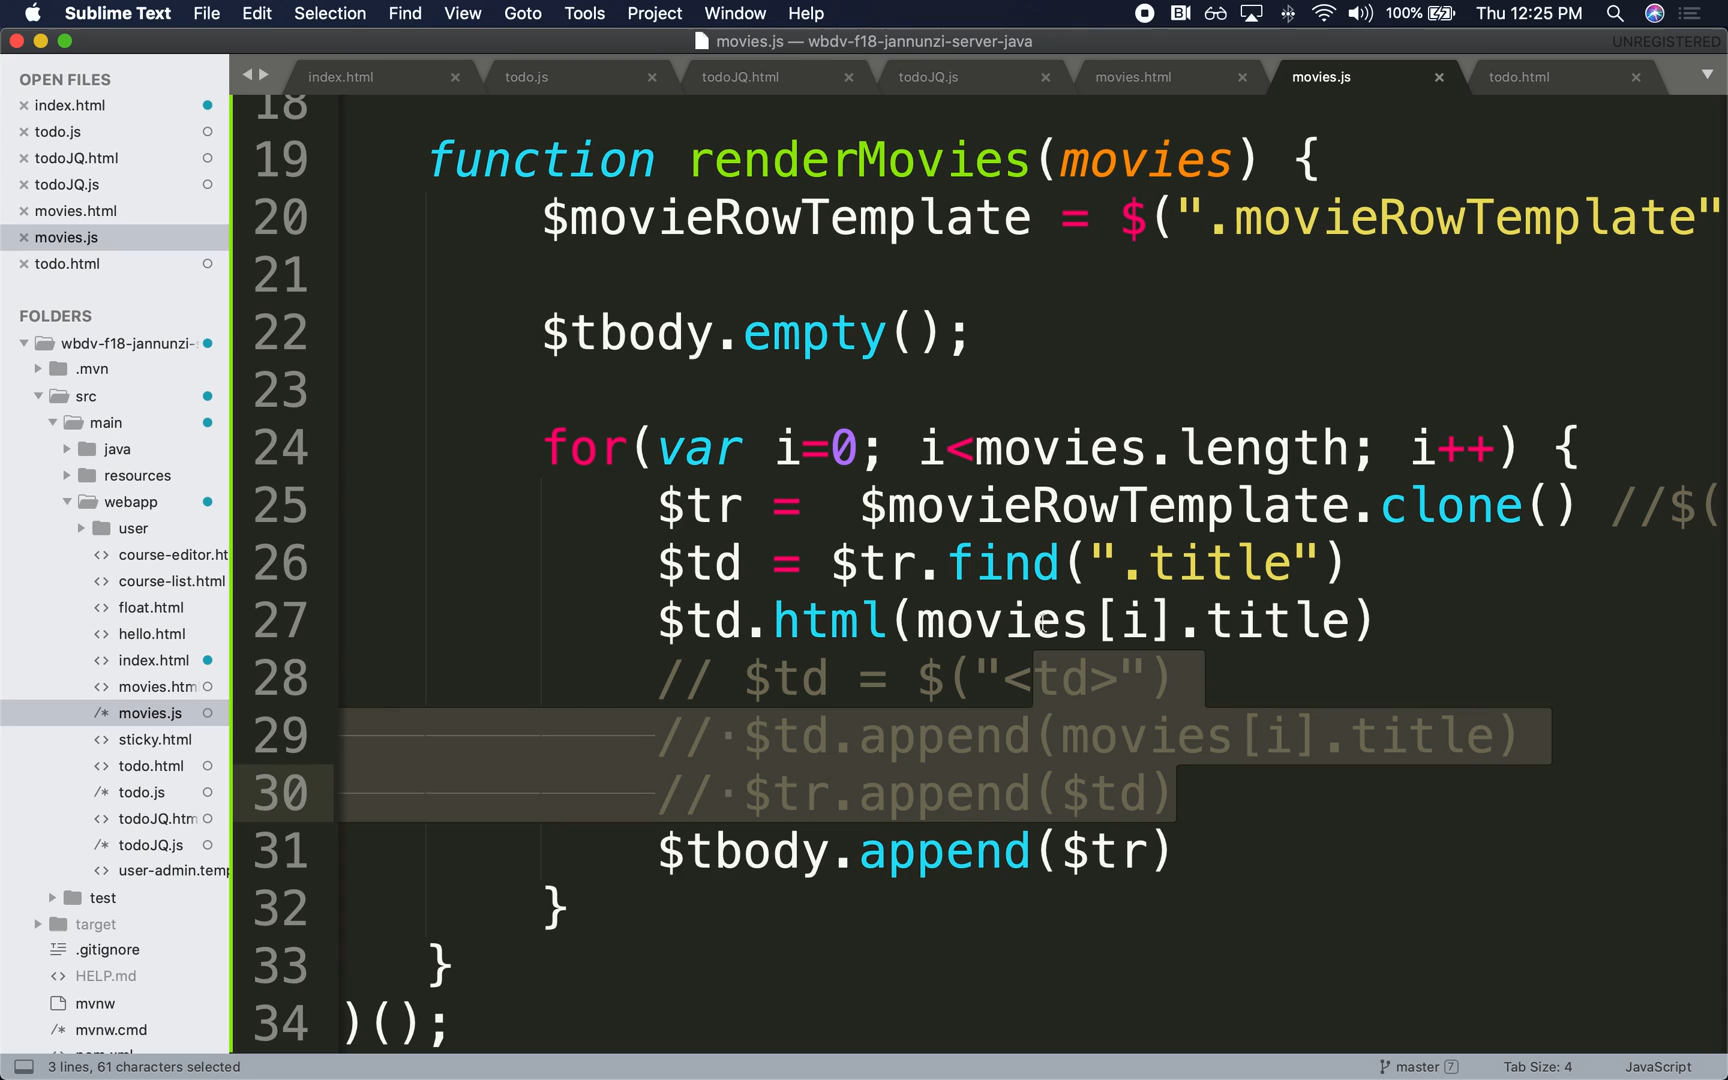 Sublime Text File Edit Selection Find View Goto Tools Project Window Help 100% Thu 12:25 PM
movies.js — wbdv-f18-jannunzi-server-java UNREGISTERED
index.html todo.js todoJQ.html todoJQ.js movies.html movies.js todo.html
OPEN FILES
index.html
todo.js
todoJQ.html
todoJQ.js
movies.html
movies.js
todo.html
FOLDERS
wbdv-f18-jannunzi-
.mvn
src
main
java
resources
webapp
user
course-editor.ht
course-list.html
float.html
hello.html
index.html
movies.htm
movies.js
sticky.html
todo.html
todo.js
todoJQ.htm
todoJQ.js
user-admin.temp
test
target
.gitignore
HELP.md
mvnw
mvnw.cmd
18
19 function renderMovies(movies) {
20 $movieRowTemplate = $(".movieRowTemplate"
21
22 $tbody.empty();
23
24 for(var i=0; i<movies.length; i++) {
25 $tr = $movieRowTemplate.clone() //$(
26 $td = $tr.find(".title")
27 $td.html(movies[i].title)
28 // $td = $("<td>")
29 // $td.append(movies[i].title)
30 // $tr.append($td)
31 $tbody.append($tr)
32 }
33 }
34 )();
3 lines, 61 characters selected master 7 Tab Size: 4 JavaScript